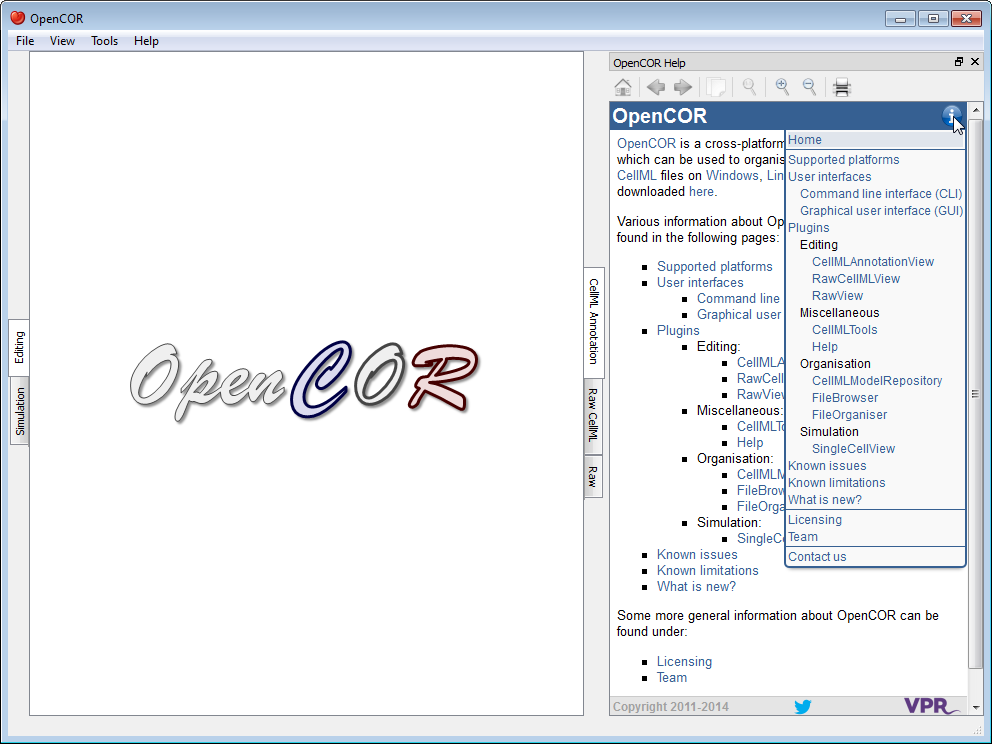 OpenCOR
File View Tools Help
Editing
Simulation
OpenCOR
CellML Annotation
Raw CellML
Raw
OpenCOR Help
OpenCOR
OpenCOR is a cross-platform
which can be used to organis
CellML files on Windows, Lin
downloaded here.
Various information about Op
found in the following pages:
Supported platforms
User interfaces
Command line
Graphical user
Plugins
Editing:
CellMLA
RawCell
RawView
Miscellaneous:
CellMLTo
Help
Organisation:
CellMLM
FileBrow
FileOrga
Simulation:
SingleCe
Known issues
Known limitations
What is new?
Some more general information about OpenCOR can be
found under:
Licensing
Team
Home
Supported platforms
User interfaces
Command line interface (CLI)
Graphical user interface (GUI)
Plugins
Editing
CellMLAnnotationView
RawCellMLView
RawView
Miscellaneous
CellMLTools
Help
Organisation
CellMLModelRepository
FileBrowser
FileOrganiser
Simulation
SingleCellView
Known issues
Known limitations
What is new?
Licensing
Team
Contact us
Copyright 2011-2014
VPR